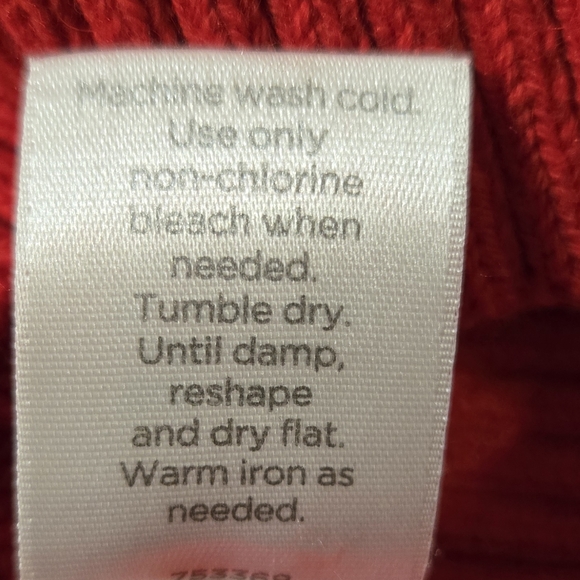 Machine wash cold.
Use only
non-chlorine
bleach when
needed.
Tumble dry.
Until damp,
reshape
and dry flat.
Warm iron as
needed.